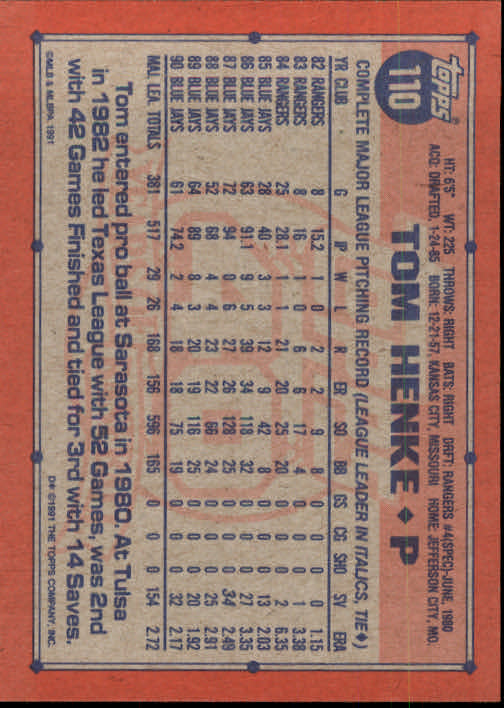 topps
110
HT: 6'5" WT: 225 THROWS: RIGHT BATS: RIGHT DRFT: RANGERS #4(SPEC)-JUNE, 1980
ACQ: DRAFTED, 1-24-85 BORN: 12-21-57, KANSAS CITY, MISSOURI HOME: JEFFERSON CITY, MO.
TOM HENKE ♦ P
COMPLETE MAJOR LEAGUE PITCHING RECORD (LEAGUE LEADER IN ITALICS, TIE♦)
YR CLUB G IP W L R ER SO BB GS CG SHO SV ERA
82 RANGERS 8 15.2 1 0 2 2 9 8 0 0 0 0 1.15
83 RANGERS 8 16 1 0 6 6 17 4 0 0 0 1 3.38
84 RANGERS 25 28.1 1 1 21 20 25 20 0 0 0 2 6.35
85 BLUE JAYS 28 40 3 3 12 9 42 8 0 0 0 13 2.03
86 BLUE JAYS 63 91.1 9 5 39 34 118 32 0 0 0 27 3.35
87 BLUE JAYS 72 94 0 6 27 26 128 25 0 0 0 34 2.49
88 BLUE JAYS 52 68 4 4 23 22 66 24 0 0 0 25 2.91
89 BLUE JAYS 64 89 8 3 20 19 116 25 0 0 0 20 1.92
90 BLUE JAYS 61 74.2 2 4 18 18 75 19 0 0 0 32 2.17
MAJ. LEA. TOTALS 381 517 29 26 168 156 596 165 0 0 0 154 2.72
Tom entered pro ball at Sarasota in 1980. At Tulsa
in 1982 he led Texas League with 52 Games, was 2nd
with 42 Games Finished and tied for 3rd with 14 Saves.
©MLB & MLBPA 1991
D* ©1991 THE TOPPS COMPANY, INC.